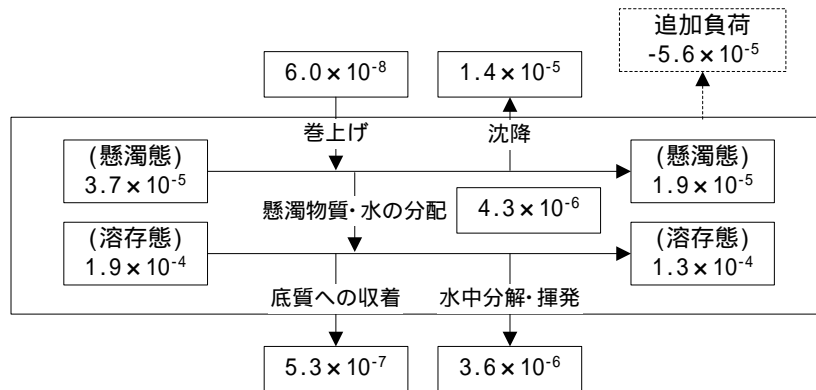 追加負荷
-5.6×10⁻⁵
6.0×10⁻⁸
1.4×10⁻⁵
巻上げ
沈降
(懸濁態)
3.7×10⁻⁵
(懸濁態)
1.9×10⁻⁵
懸濁物質・水の分配
4.3×10⁻⁶
(溶存態)
1.9×10⁻⁴
(溶存態)
1.3×10⁻⁴
底質への収着
水中分解・揮発
5.3×10⁻⁷
3.6×10⁻⁶